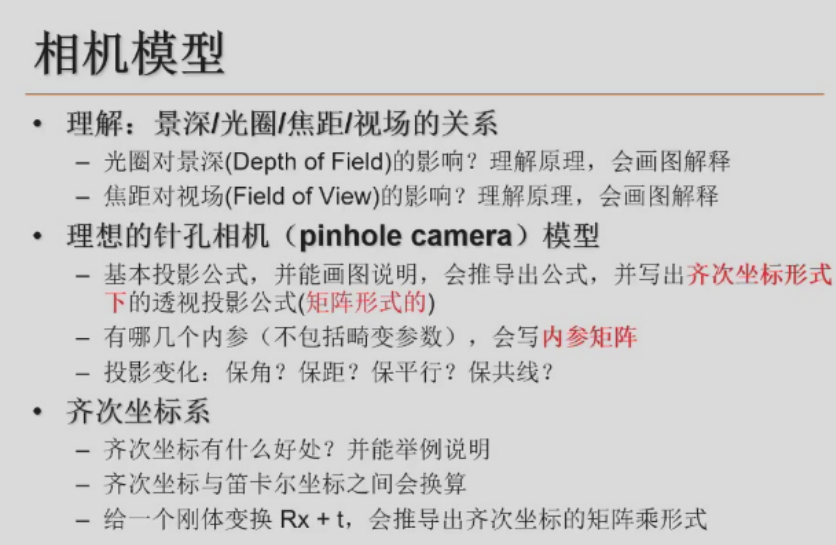 相机模型
• 理解：景深/光圈/焦距/视场的关系
– 光圈对景深(Depth of Field)的影响？理解原理，会画图解释
– 焦距对视场(Field of View)的影响？理解原理，会画图解释
• 理想的针孔相机（pinhole camera）模型
– 基本投影公式，并能画图说明，会推导出公式，并写出齐次坐标形式
下的透视投影公式(矩阵形式的)
– 有哪几个内参（不包括畸变参数），会写内参矩阵
– 投影变化：保角？保距？保平行？保共线？
• 齐次坐标系
– 齐次坐标有什么好处？并能举例说明
– 齐次坐标与笛卡尔坐标之间会换算
– 给一个刚体变换 Rx + t，会推导出齐次坐标的矩阵乘形式